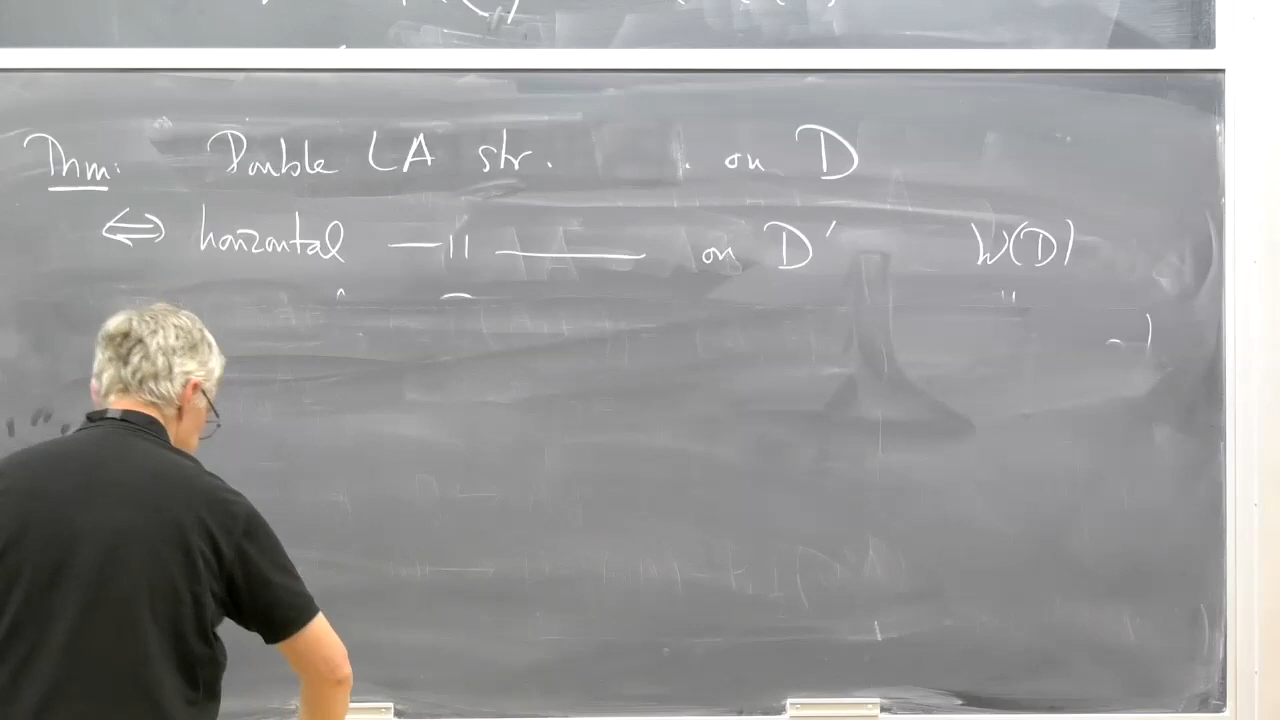 Thm: Double LA str. . on D
⇔ horizontal —"— on D' W(D)